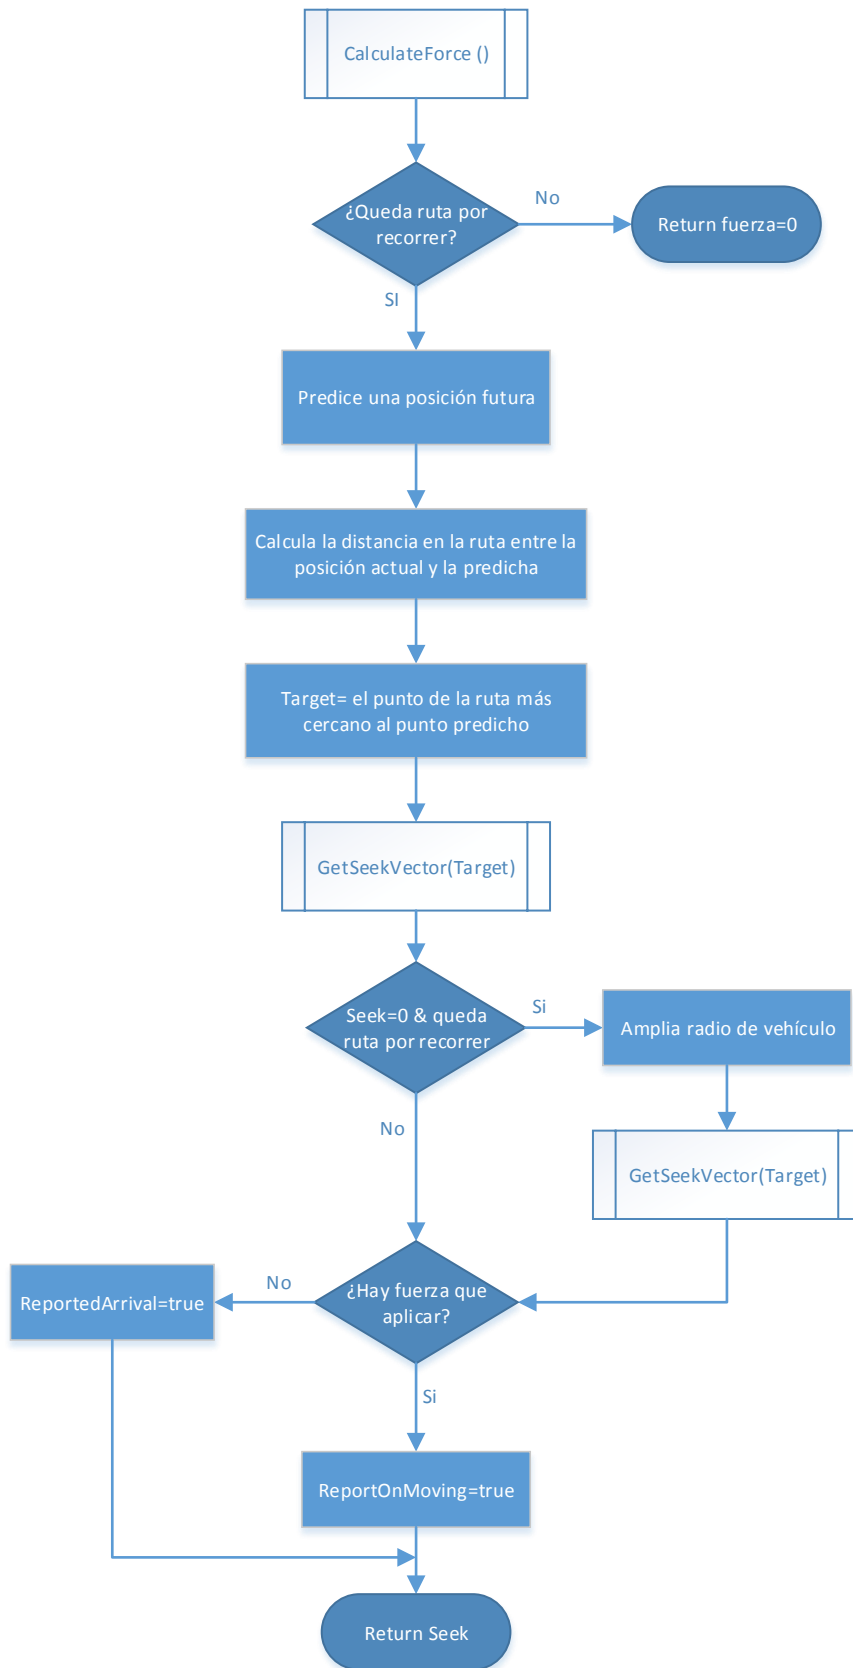 CalculateForce ()
¿Queda ruta por
recorrer?
No
Return fuerza=0
SI
Predice una posición futura
Calcula la distancia en la ruta entre la
posición actual y la predicha
Target= el punto de la ruta más
cercano al punto predicho
GetSeekVector(Target)
Seek=0 & queda
ruta por recorrer
Si
Amplia radio de vehículo
No
GetSeekVector(Target)
¿Hay fuerza que
aplicar?
No
ReportedArrival=true
Si
ReportOnMoving=true
Return Seek